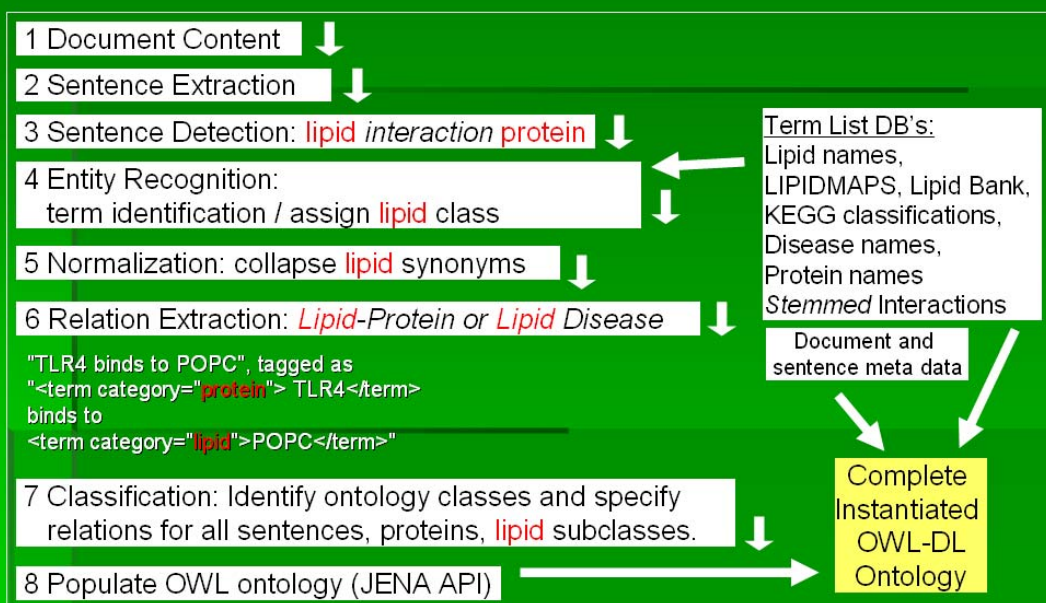 1 Document Content
2 Sentence Extraction
3 Sentence Detection: lipid interaction protein
4 Entity Recognition:
term identification / assign lipid class
5 Normalization: collapse lipid synonyms
6 Relation Extraction: Lipid-Protein or Lipid Disease
"TLR4 binds to POPC", tagged as
"<term category="protein"> TLR4</term>
binds to
<term category="lipid">POPC</term>"
7 Classification: Identify ontology classes and specify
relations for all sentences, proteins, lipid subclasses.
8 Populate OWL ontology (JENA API)
Term List DB's:
Lipid names,
LIPIDMAPS, Lipid Bank,
KEGG classifications,
Disease names,
Protein names
Stemmed Interactions
Document and
sentence meta data
Complete
Instantiated
OWL-DL
Ontology